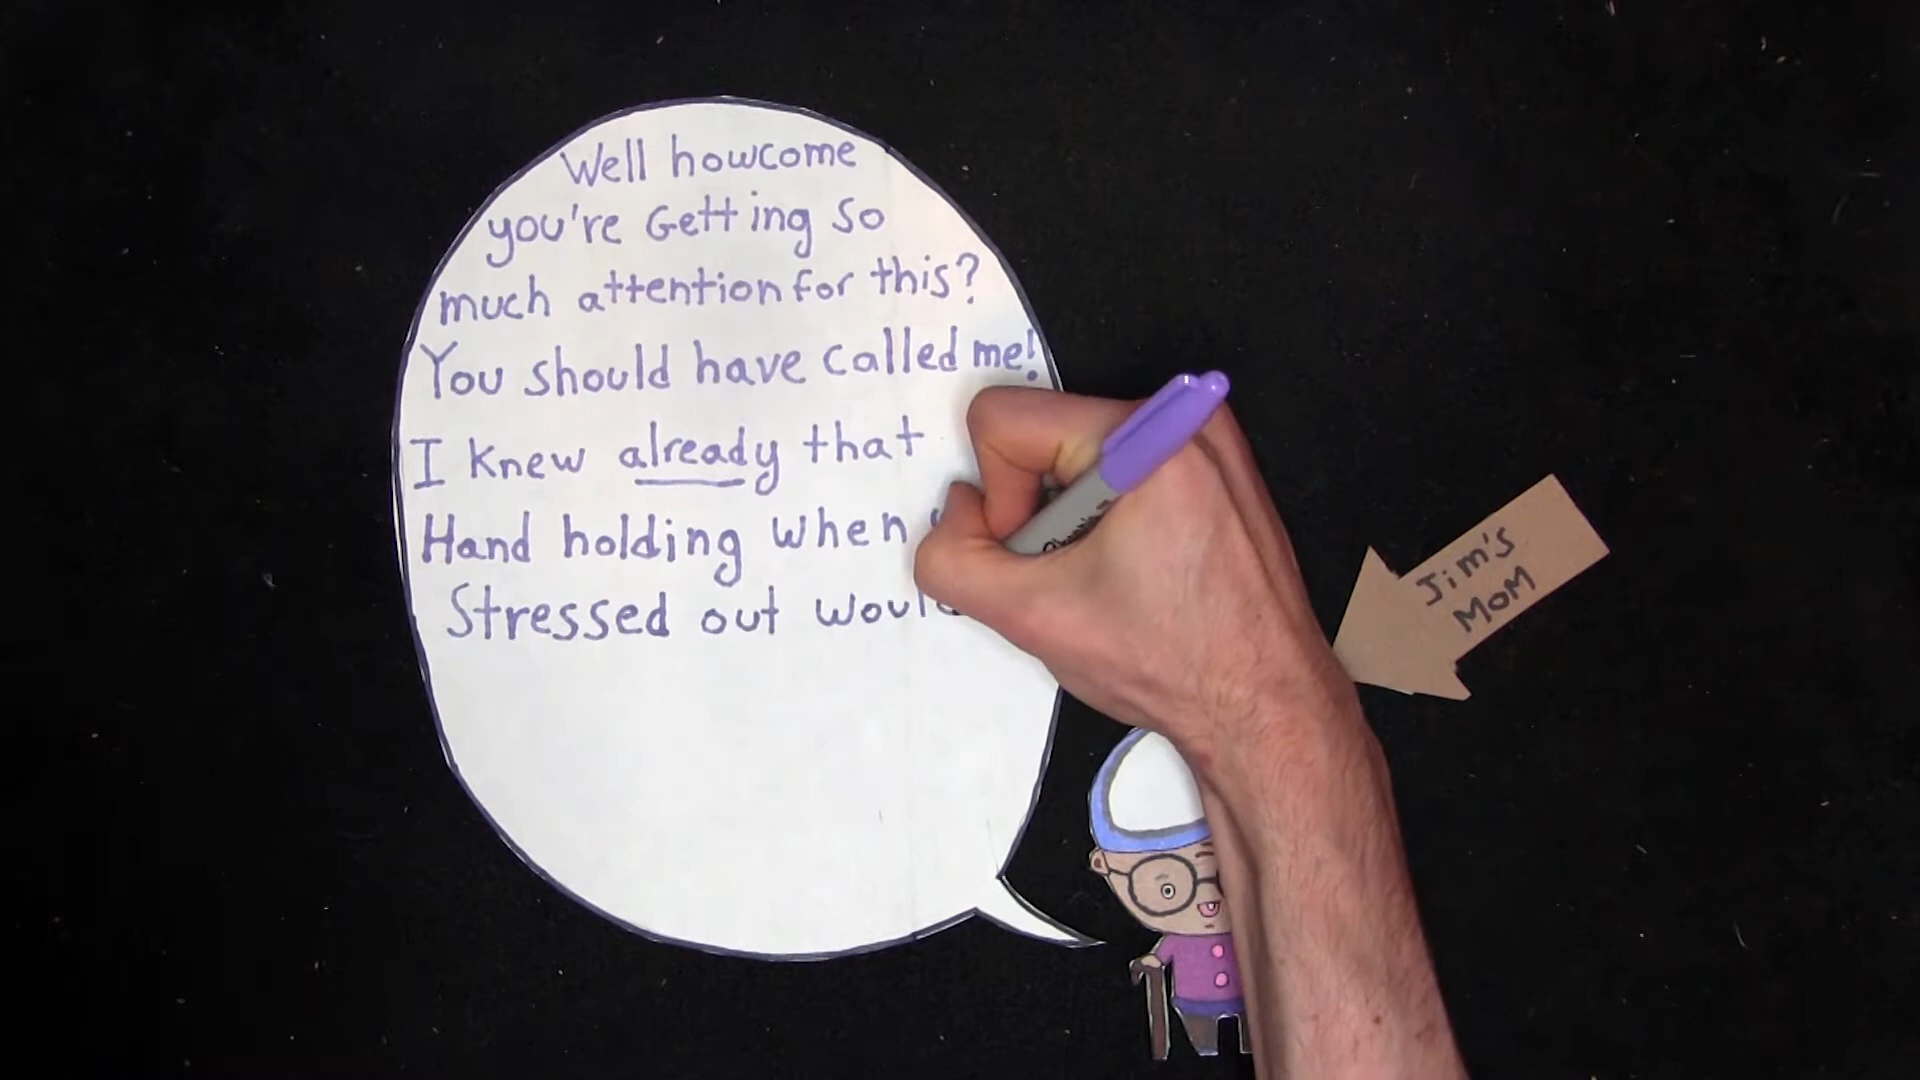 Well howcome
you're Getting So
much attention for this?
You should have called me!
I knew already that
Hand holding when
Stressed out would
Jim's
MoM